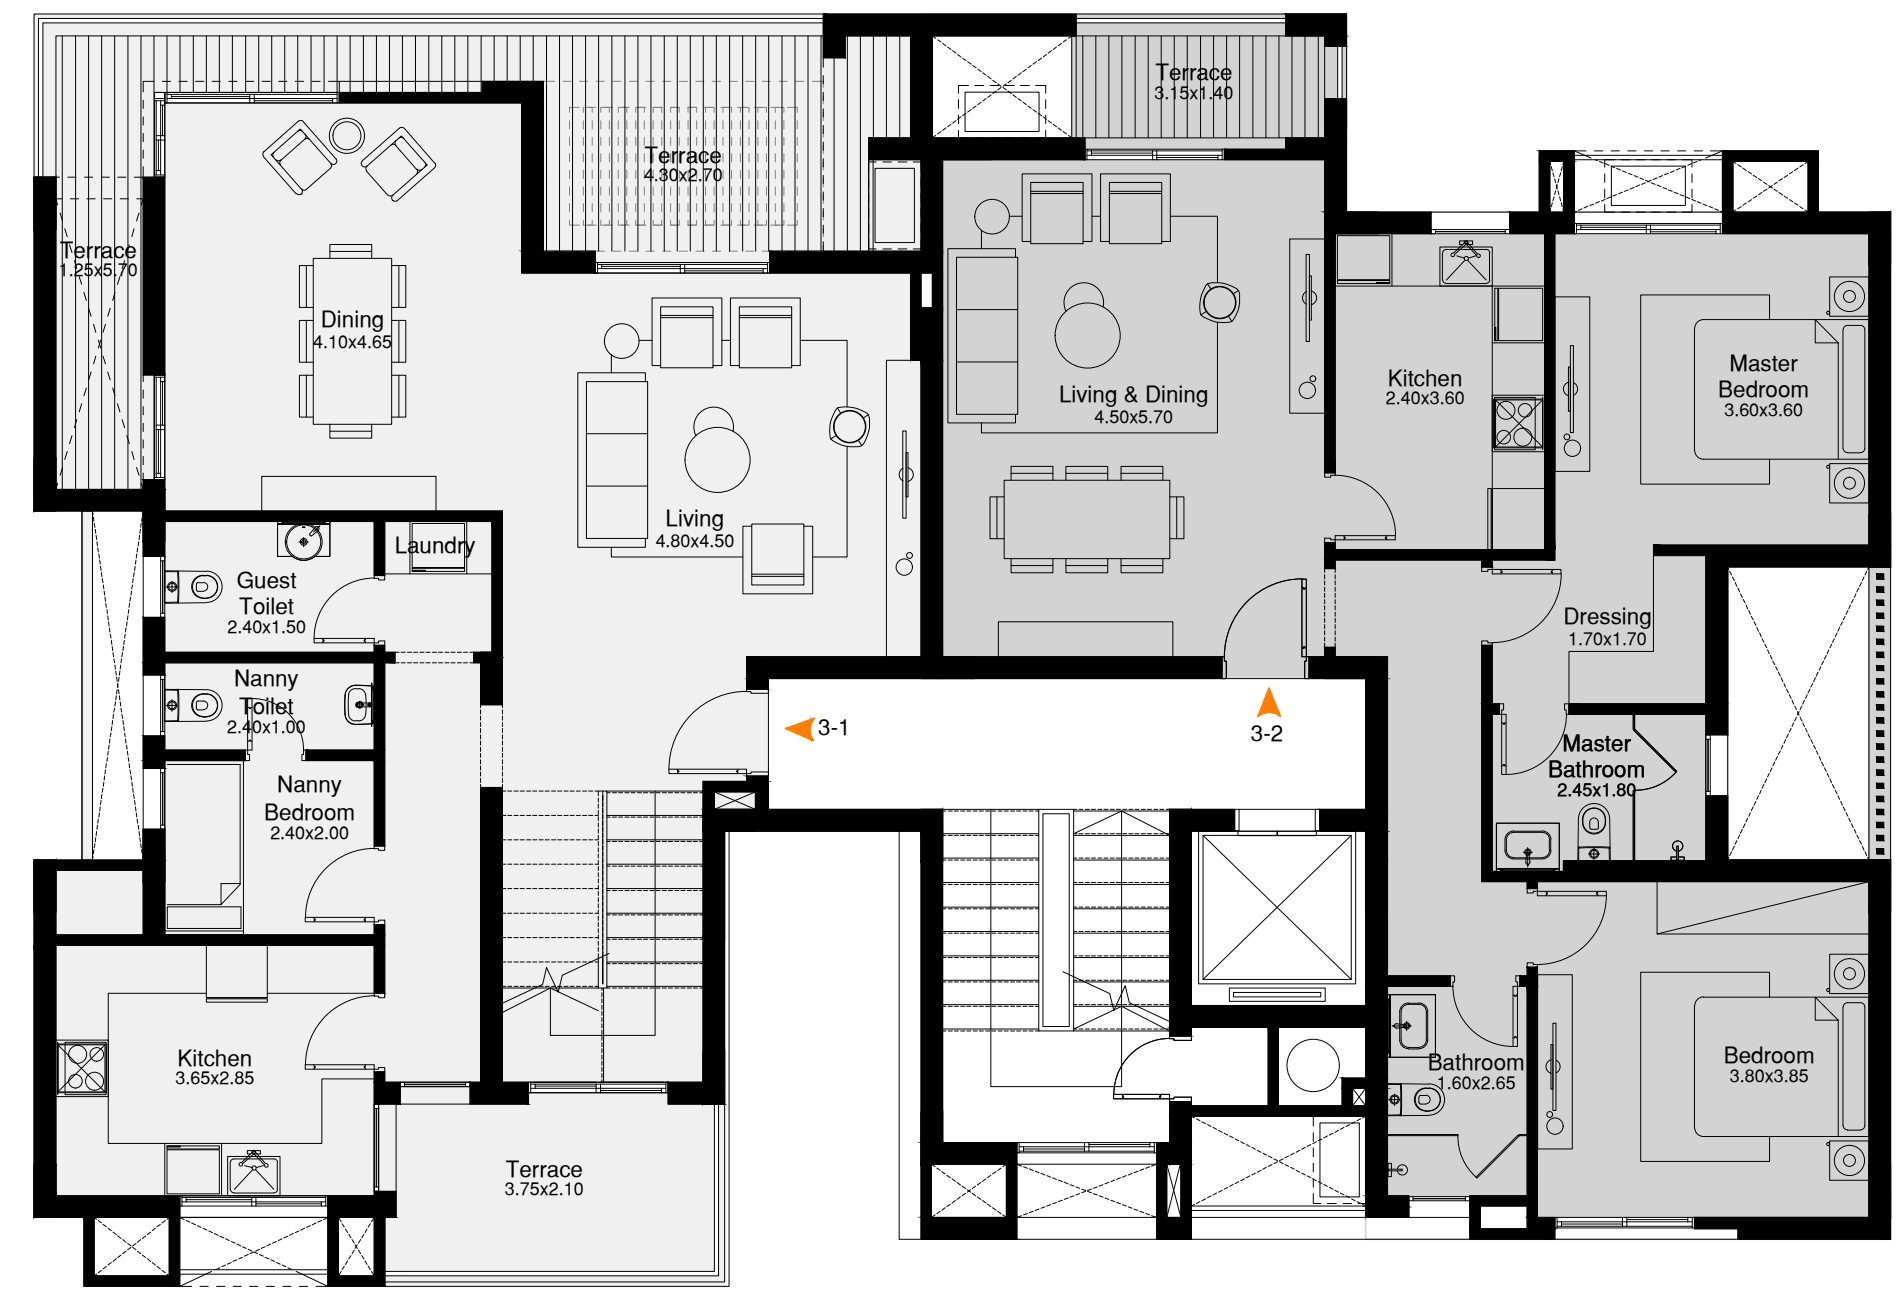 Terrace
3.15x1.40
Terrace
4.30x2.70
Terrace
1.25x5.70
Dining
4.10x4.65
Living & Dining
4.50x5.70
Kitchen
2.40x3.60
Master
Bedroom
3.60x3.60
Living
4.80x4.50
Laundry
Guest
Toilet
2.40x1.50
Dressing
1.70x1.70
Nanny
Toilet
2.40x1.00
3-1
3-2
Master
Bathroom
2.45x1.80
Nanny
Bedroom
2.40x2.00
Kitchen
3.65x2.85
Bathroom
1.60x2.65
Bedroom
3.80x3.85
Terrace
3.75x2.10